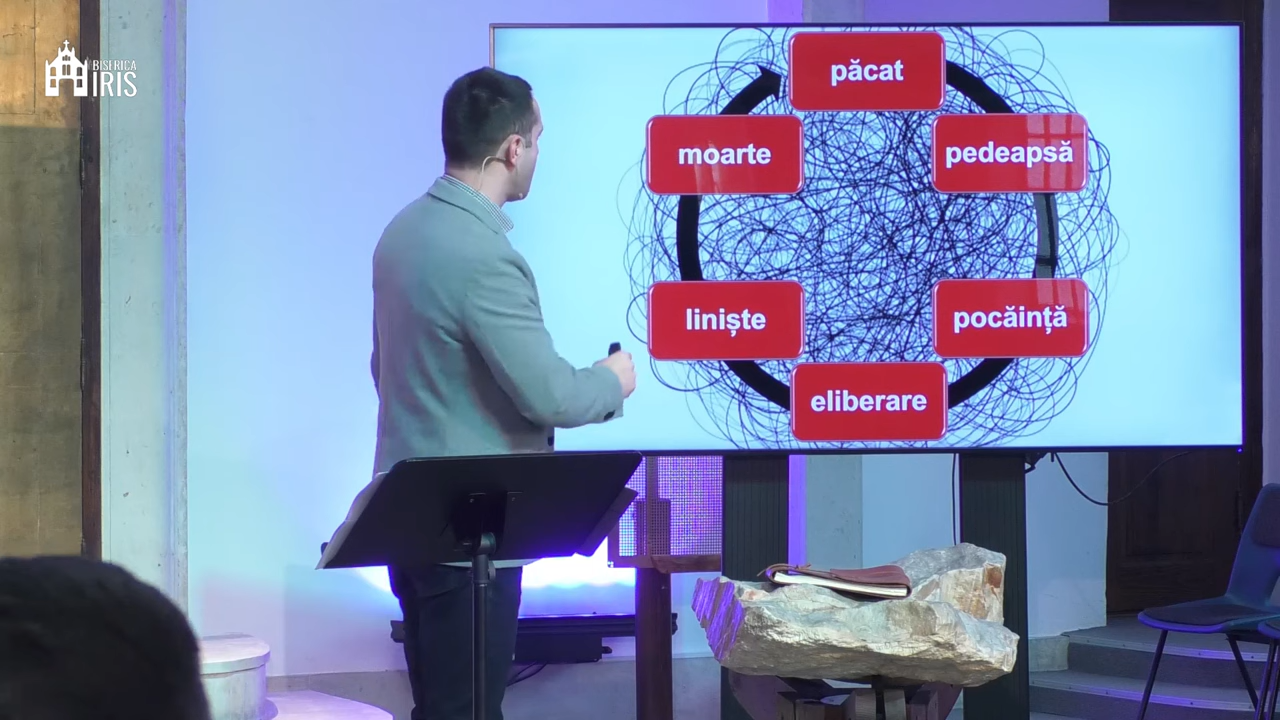 BISERICA
IRIS
păcat
pedeapsă
pocăință
eliberare
liniște
moarte